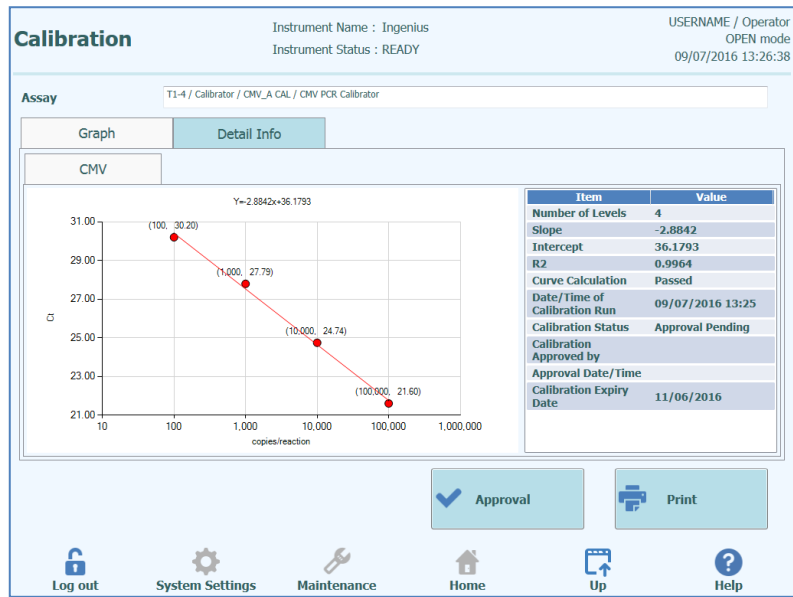 Calibration
Instrument Name : Ingenius
Instrument Status : READY
USERNAME / Operator
OPEN mode
09/07/2016 13:26:38
Assay
T1-4 / Calibrator / CMV_A CAL / CMV PCR Calibrator
Graph
Detail Info
CMV
Y=-2.8842x+36.1793
31.00
29.00
27.00
25.00
23.00
21.00
Ct
(100, 30.20)
(1,000, 27.79)
(10,000, 24.74)
(100,000, 21.60)
10
100
1,000
10,000
100,000
1,000,000
copies/reaction
Item Value
Number of Levels 4
Slope -2.8842
Intercept 36.1793
R2 0.9964
Curve Calculation Passed
Date/Time of
Calibration Run 09/07/2016 13:25
Calibration Status Approval Pending
Calibration
Approved by
Approval Date/Time
Calibration Expiry
Date 11/06/2016
Approval
Print
Log out
System Settings
Maintenance
Home
Up
Help